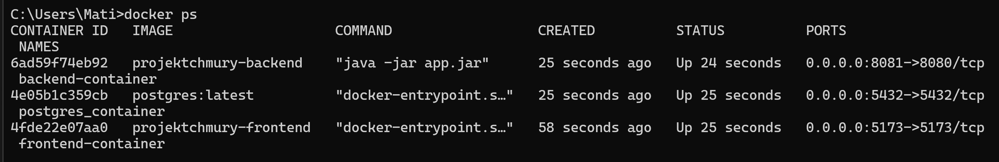 C:\Users\Mati>docker ps
CONTAINER ID   IMAGE                    COMMAND                  CREATED          STATUS          PORTS
 NAMES
6ad59f74eb92   projektchmury-backend    "java -jar app.jar"      25 seconds ago   Up 24 seconds   0.0.0.0:8081->8080/tcp
 backend-container
4e05b1c359cb   postgres:latest          "docker-entrypoint.s…"   25 seconds ago   Up 25 seconds   0.0.0.0:5432->5432/tcp
 postgres_container
4fde22e07aa0   projektchmury-frontend   "docker-entrypoint.s…"   58 seconds ago   Up 25 seconds   0.0.0.0:5173->5173/tcp
 frontend-container